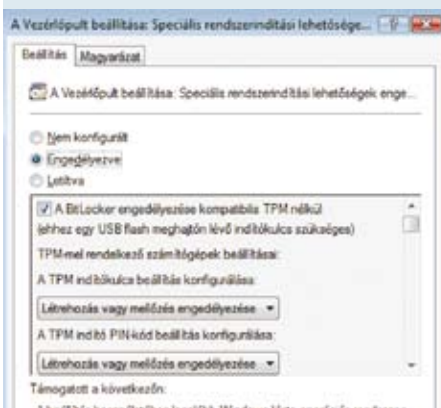 A Vezérlőpult beállítása: Speciális rendszerindítási lehetősége...
Beállítás Magyarázat
A Vezérlőpult beállítása: Speciális rendszerindítási lehetőségek enge...
Nem konfigurált
Engedélyezve
Letiltva
A BitLocker engedélyezése kompatibilis TPM nélkül
(ehhez egy USB flash meghajtón lévő indítókulcs szükséges)
TPM-mel rendelkező számítógépek beállításai:
A TPM indítókulcs beállítás konfigurálása:
Létrehozás vagy mellőzés engedélyezése
A TPM indító PIN-kód beállítás konfigurálása:
Létrehozás vagy mellőzés engedélyezése
Támogatott a következőn: